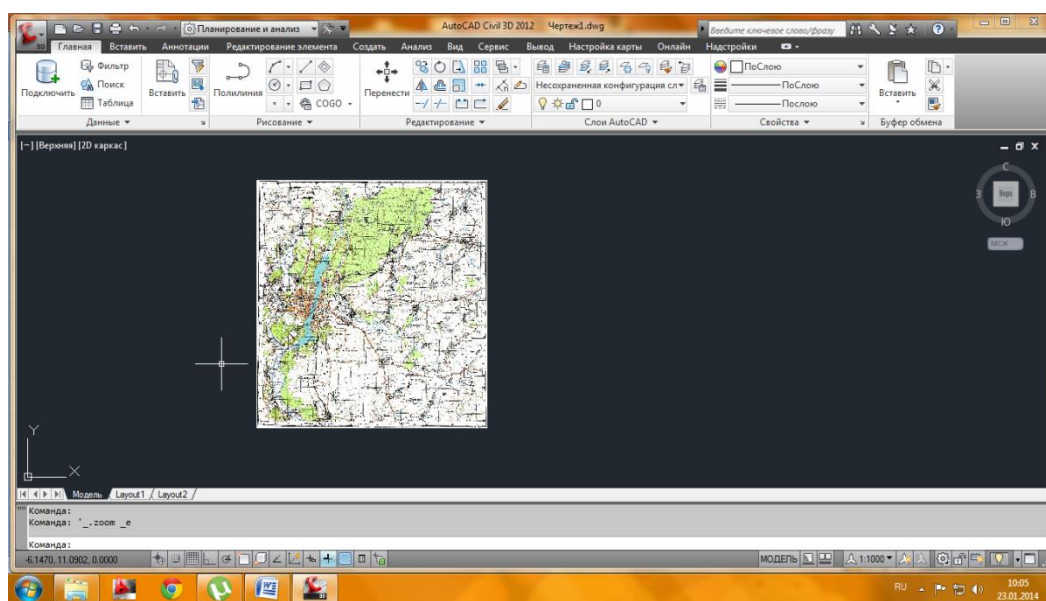 Планирование и анализ
AutoCAD Civil 3D 2012 Чертеж1.dwg
Введите ключевое слово/фразу
Главная Вставить Аннотации Редактирование элемента Создать Анализ Вид Сервис Вывод Настройка карты Онлайн Надстройки
Подключить
Фильтр
Поиск
Таблица
Данные
Вставить
Полилиния
COGO
Рисование
Перенести
Редактирование
Несохраненная конфигурация сл
0
Слои AutoCAD
ПоСлою
ПоСлою
Послою
Свойства
Вставить
Буфер обмена
[−] [Верхняя] [2D каркас]
С
З Верх В
Ю
МСК
Y
X
Модель Layout1 Layout2
Команда:
Команда: '_.zoom _e
Команда:
-6.1470, 11.0902, 0.0000
МОДЕЛЬ
1:1000
RU
10:05
23.01.2014